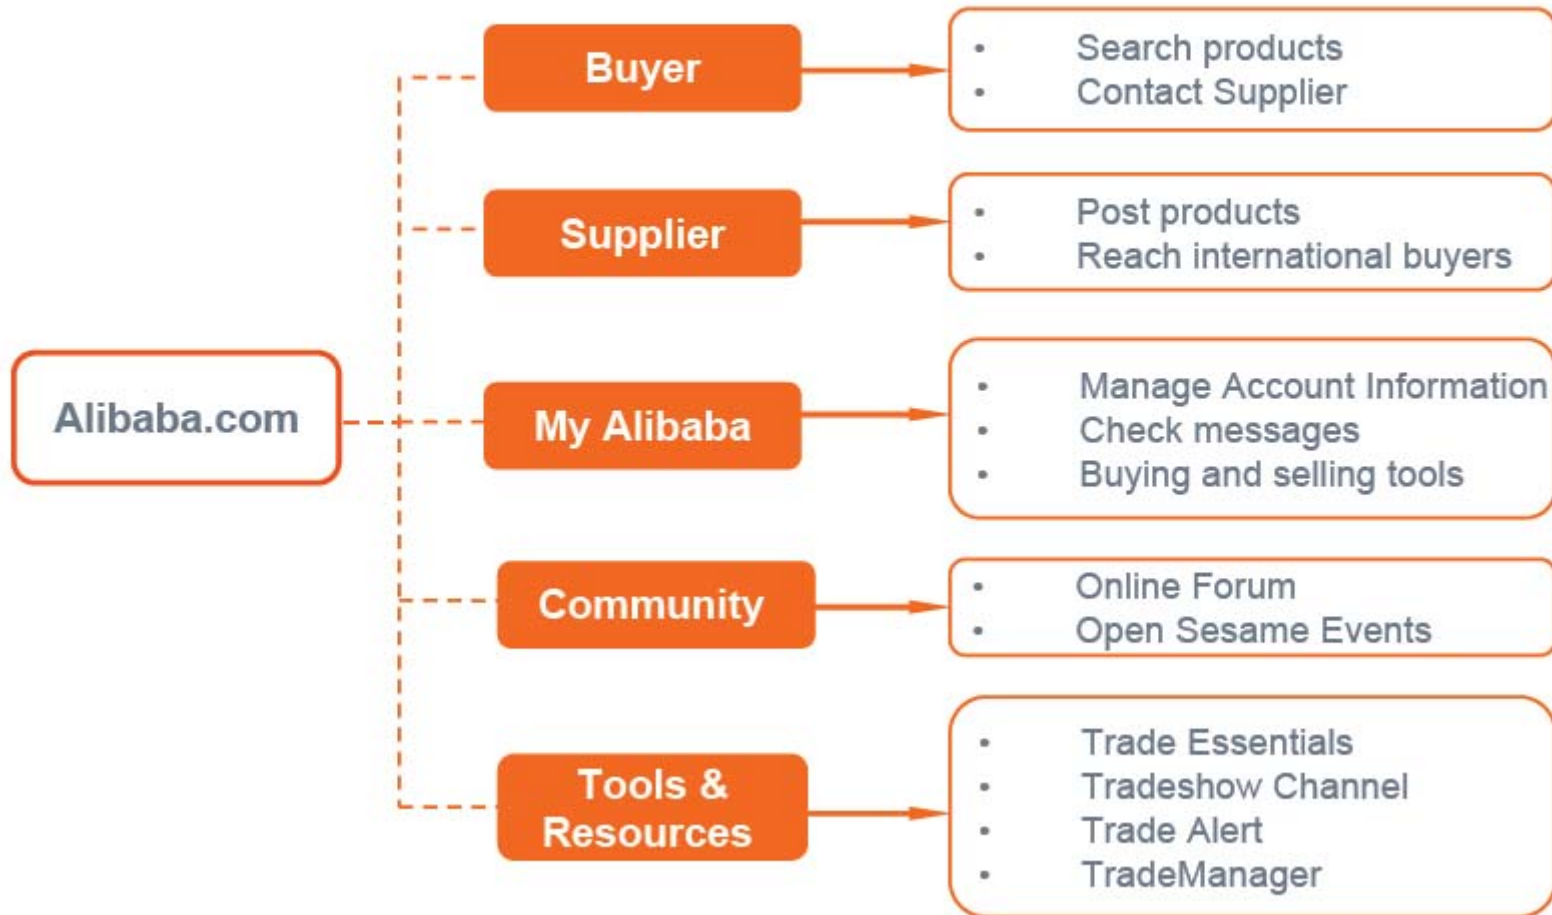 Alibaba.com
Buyer
• Search products
• Contact Supplier
Supplier
• Post products
• Reach international buyers
My Alibaba
• Manage Account Information
• Check messages
• Buying and selling tools
Community
• Online Forum
• Open Sesame Events
Tools &
Resources
• Trade Essentials
• Tradeshow Channel
• Trade Alert
• TradeManager